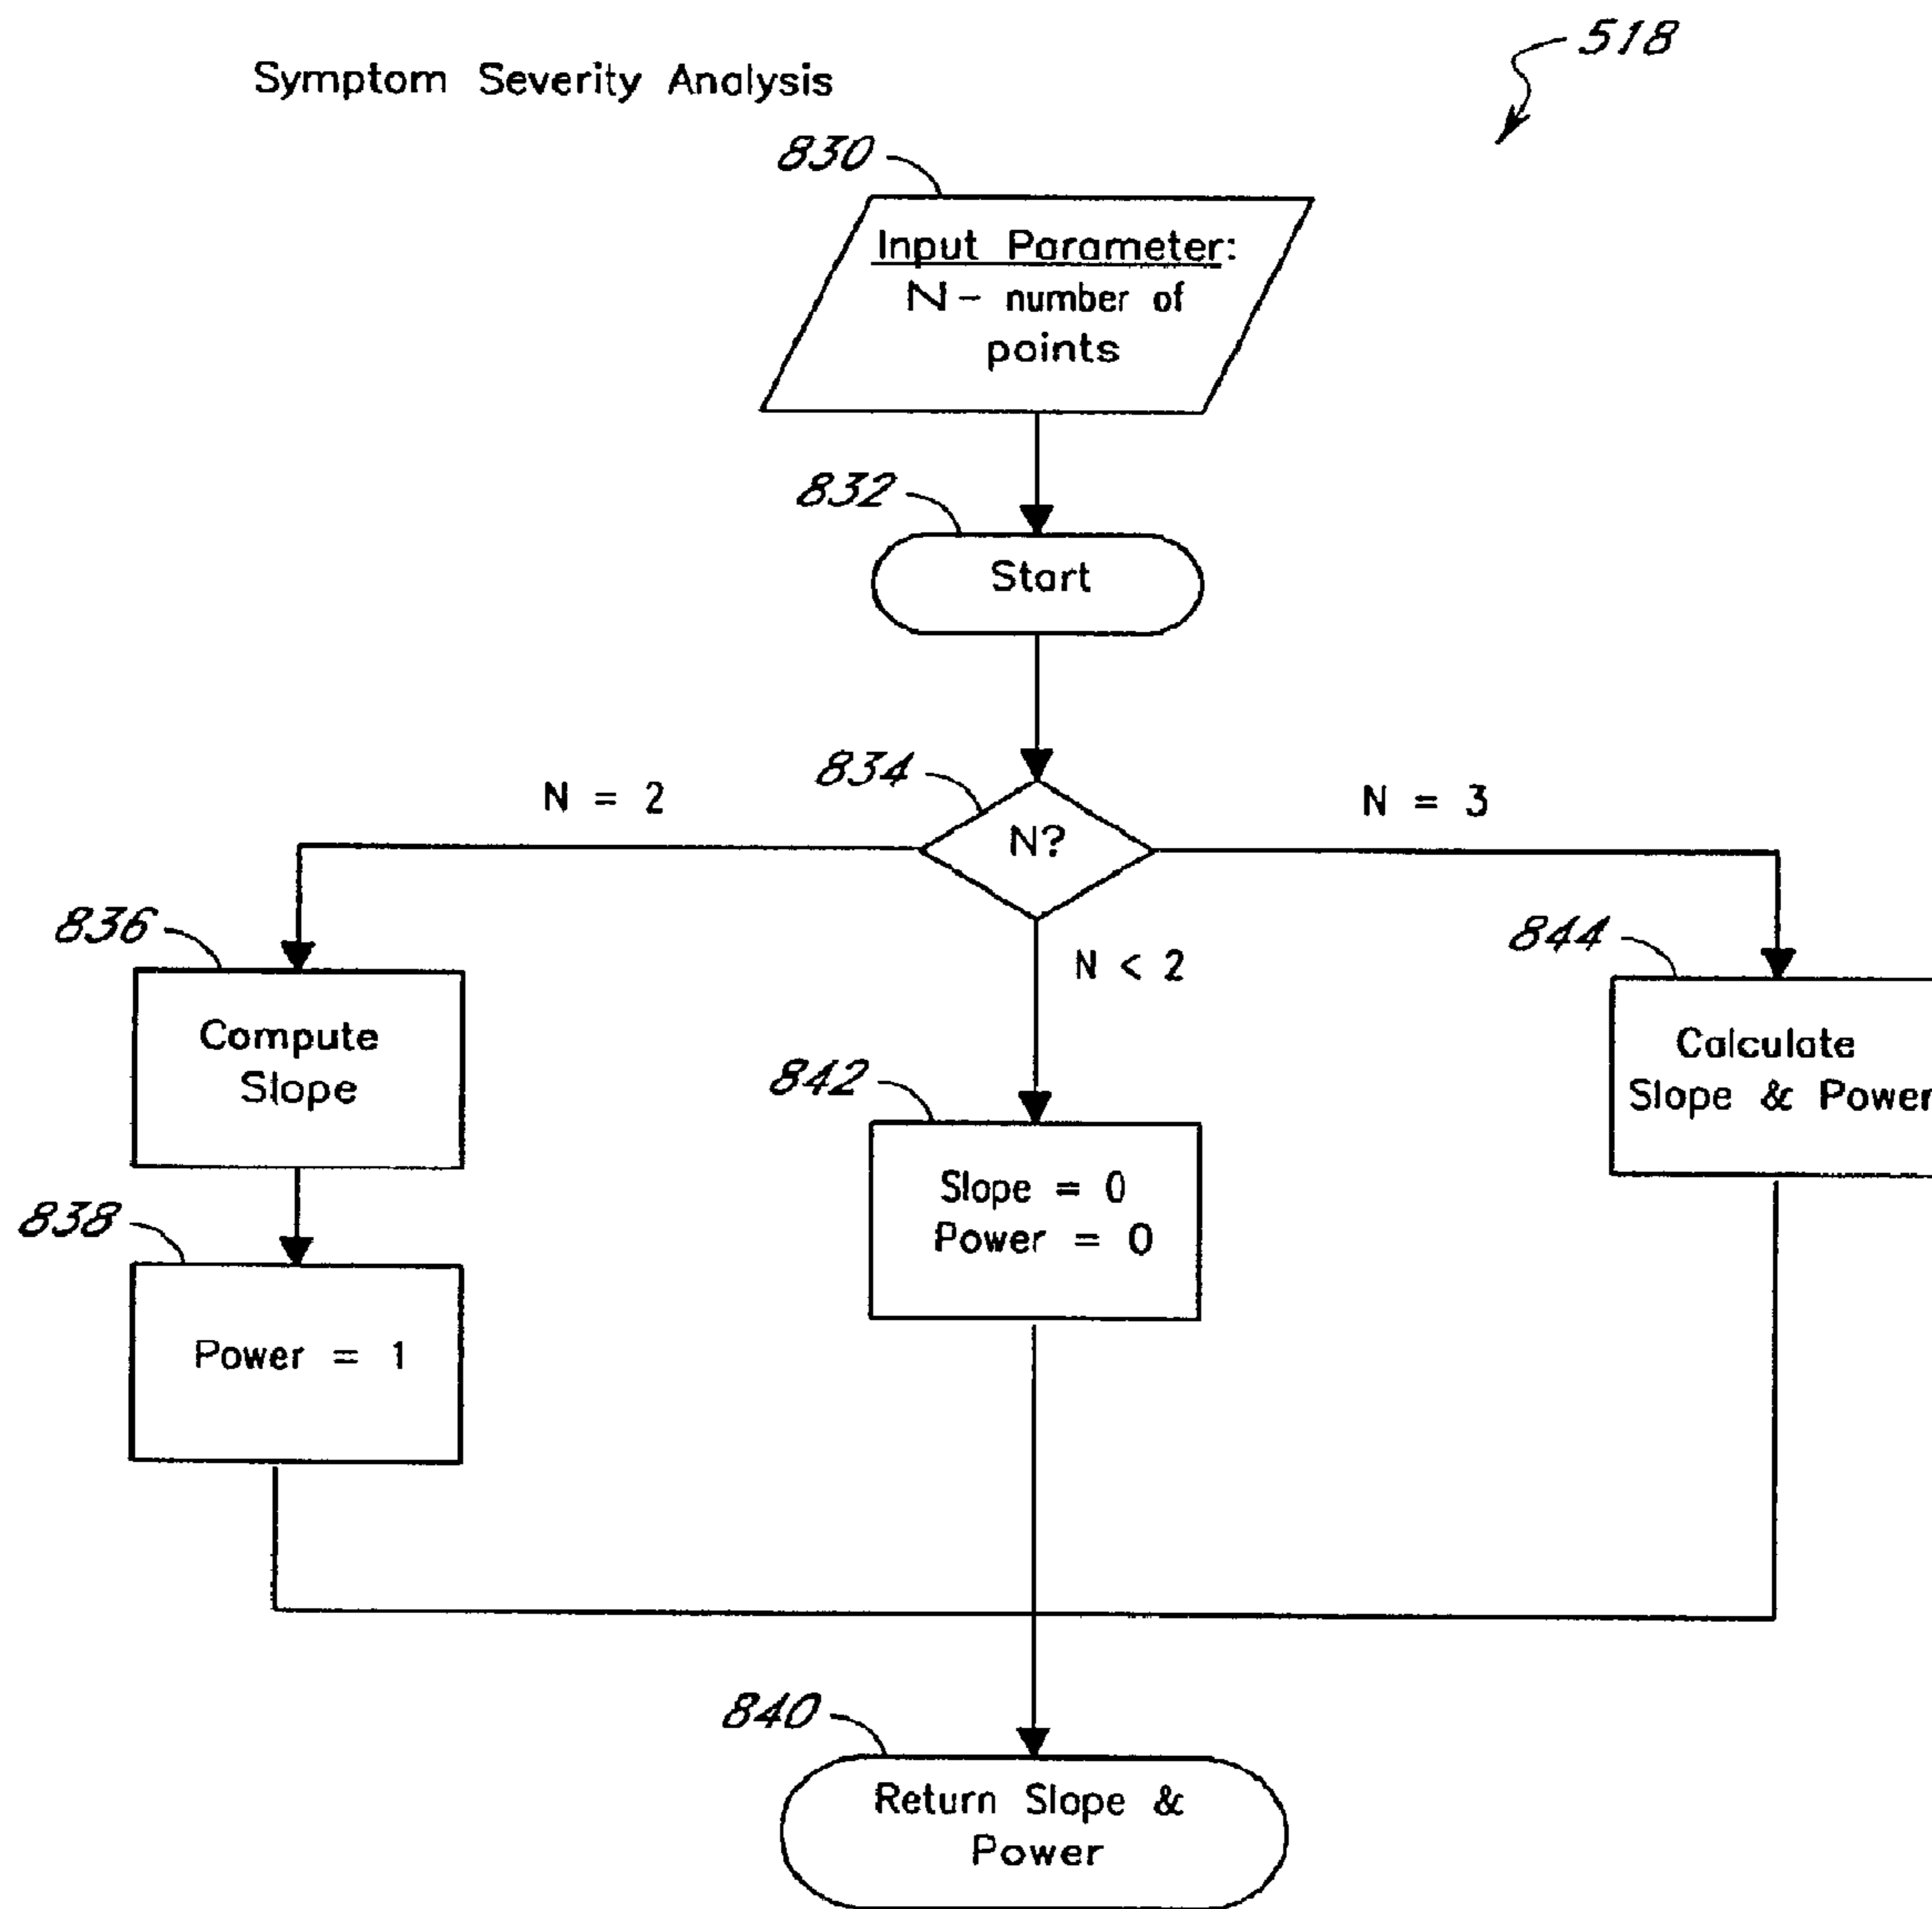 518
Symptom Severity Analysis
830
Input Parameter:
N - number of
points
832
Start
834
N?
N = 2
N = 3
N < 2
836
Compute
Slope
844
Calculate
Slope & Power
842
Slope = 0
Power = 0
838
Power = 1
840
Return Slope &
Power